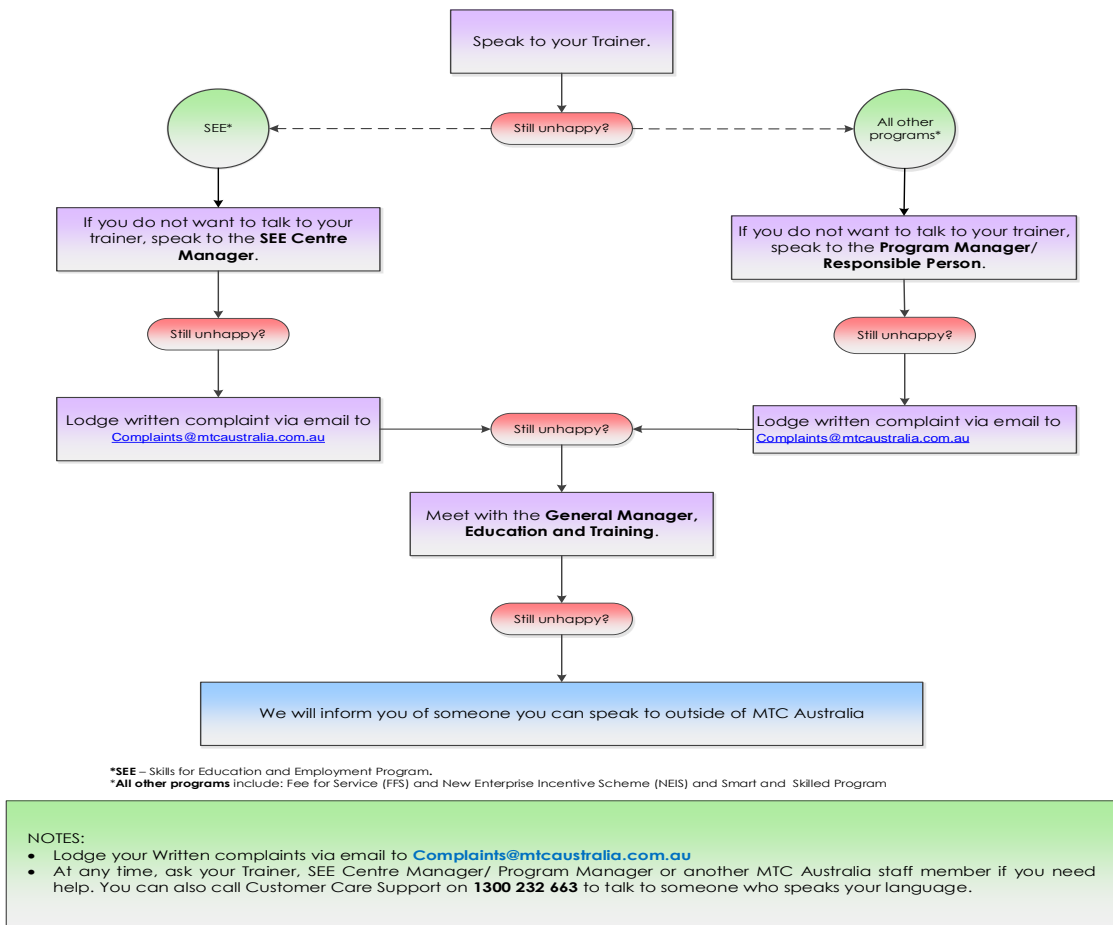 Speak to your Trainer.
Still unhappy?
SEE*
All other
programs*
If you do not want to talk to your
trainer, speak to the SEE Centre
Manager.
If you do not want to talk to your trainer,
speak to the Program Manager/
Responsible Person.
Still unhappy?
Still unhappy?
Lodge written complaint via email to
Complaints@mtcaustralia.com.au
Still unhappy?
Lodge written complaint via email to
Complaints@mtcaustralia.com.au
Meet with the General Manager,
Education and Training.
Still unhappy?
We will inform you of someone you can speak to outside of MTC Australia
*SEE – Skills for Education and Employment Program.
*All other programs include: Fee for Service (FFS) and New Enterprise Incentive Scheme (NEIS) and Smart and Skilled Program
NOTES:
• Lodge your Written complaints via email to Complaints@mtcaustralia.com.au
• At any time, ask your Trainer, SEE Centre Manager/ Program Manager or another MTC Australia staff member if you need
help. You can also call Customer Care Support on 1300 232 663 to talk to someone who speaks your language.